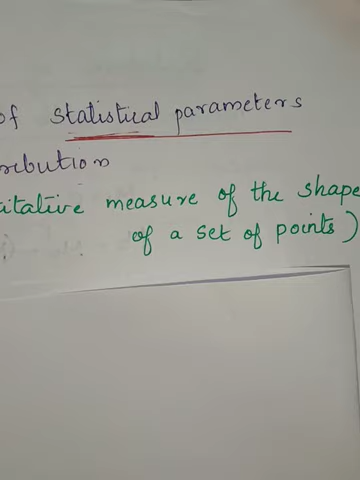 of statistical parameters
ribution
itative measure of the shape
of a set of points)